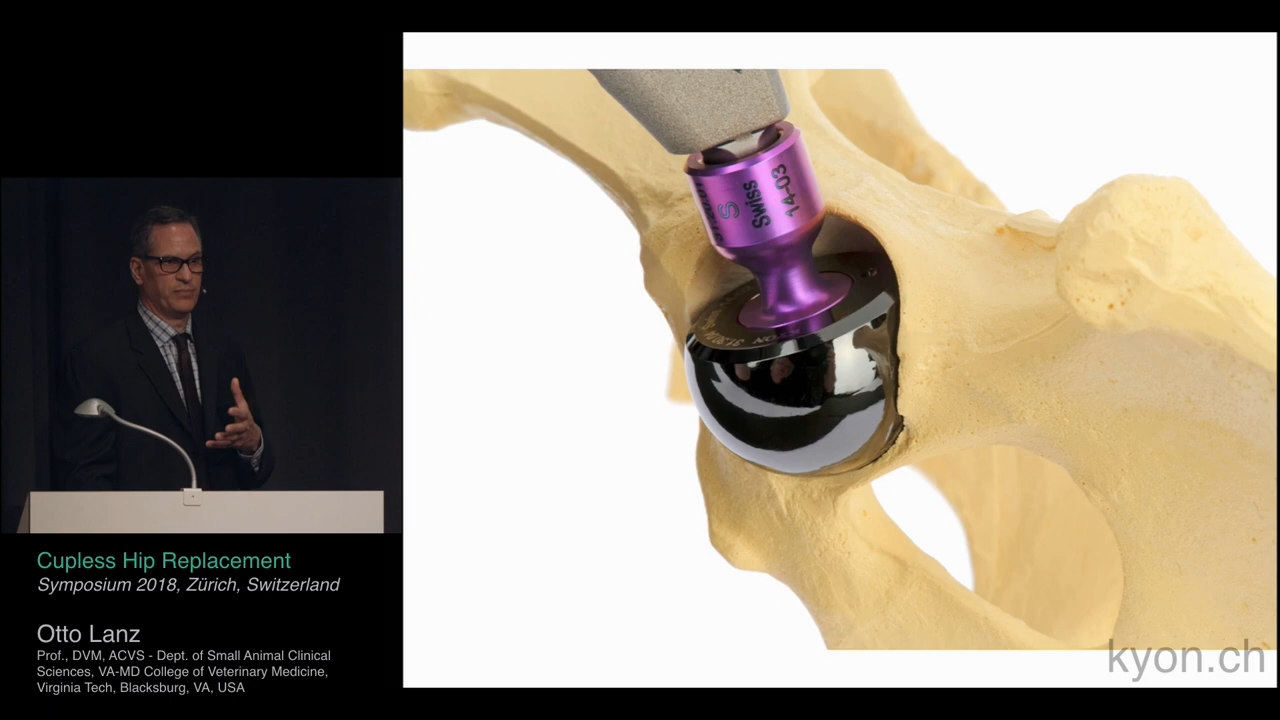 Swiss
14-03
S
Cupless Hip Replacement
Symposium 2018, Zürich, Switzerland
Otto Lanz
Prof., DVM, ACVS - Dept. of Small Animal Clinical
Sciences, VA-MD College of Veterinary Medicine,
Virginia Tech, Blacksburg, VA, USA
kyon.ch